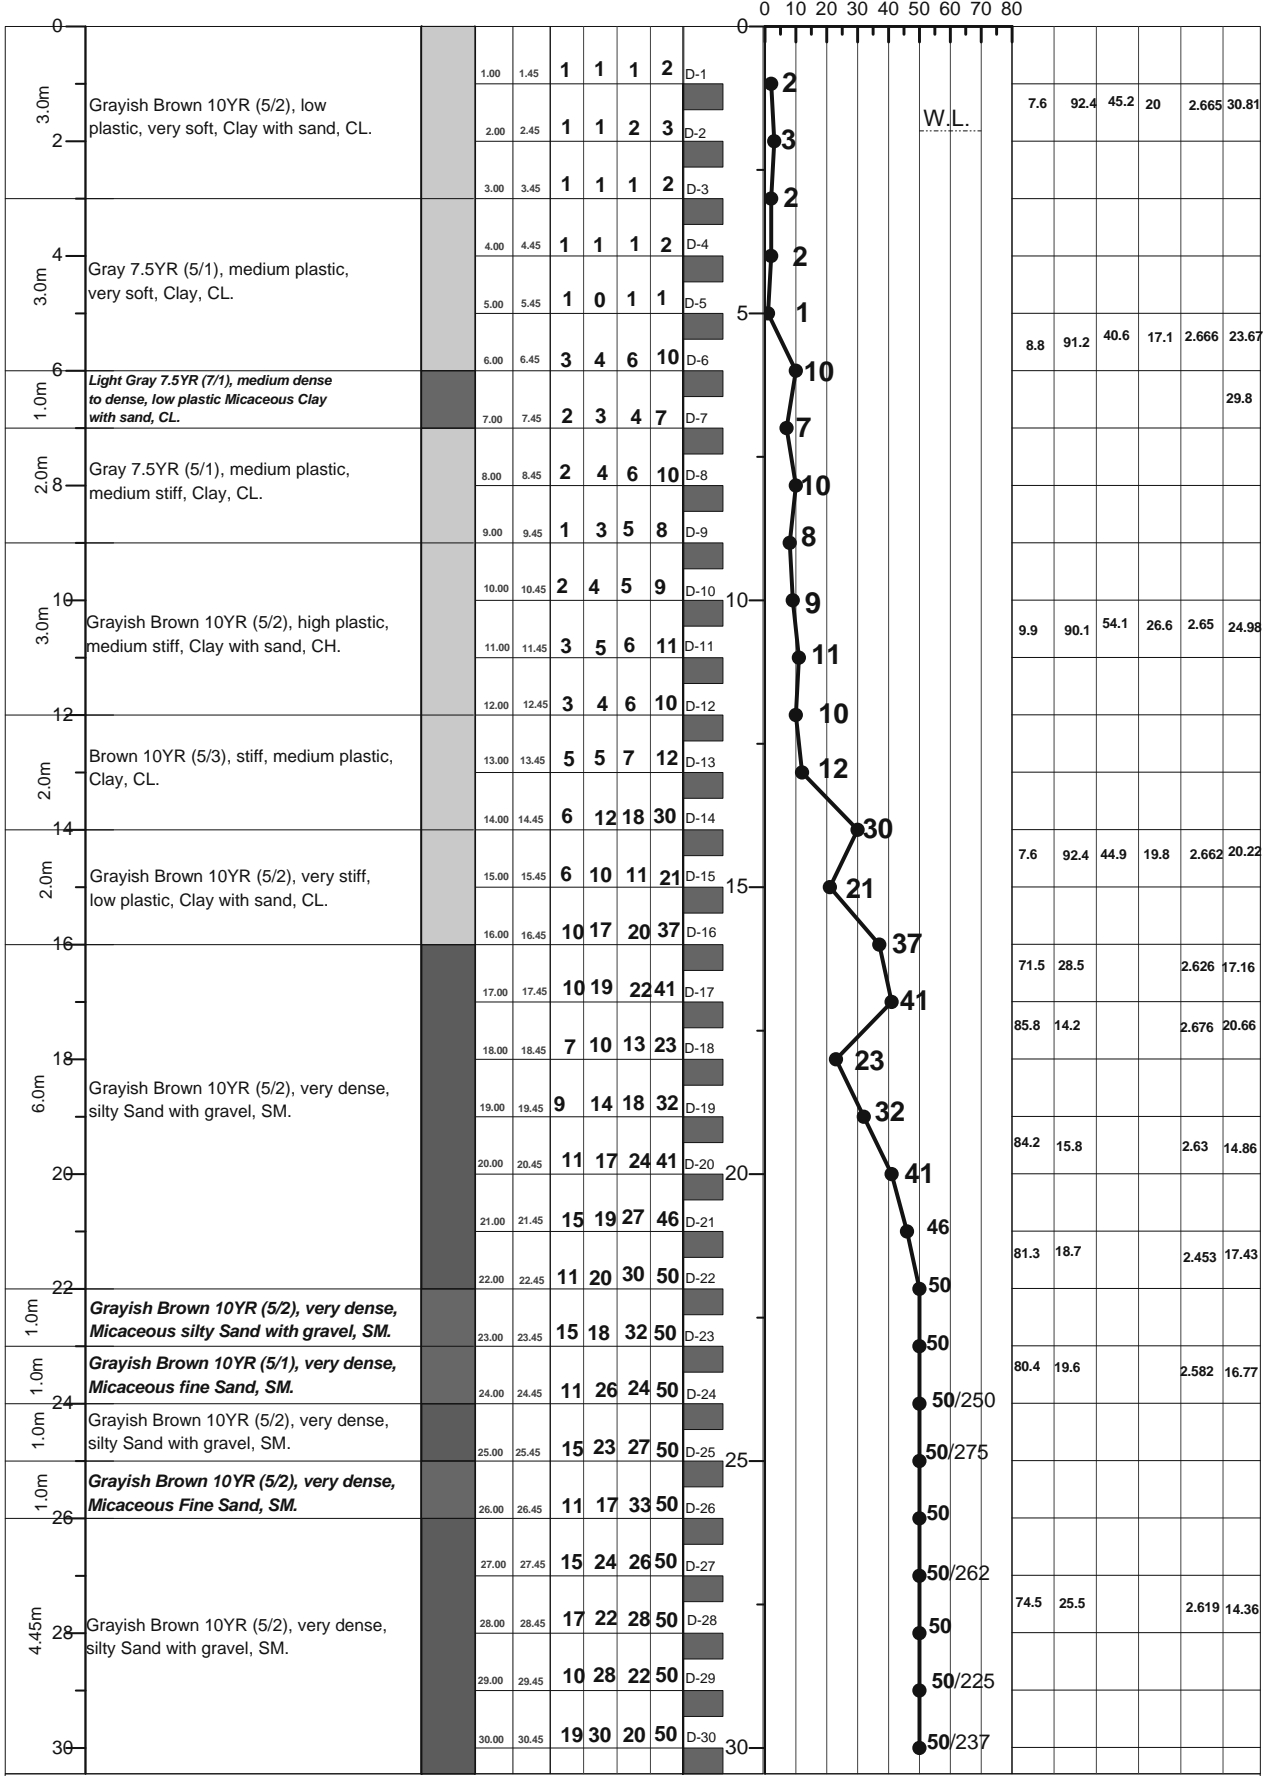 0 10 20 30 40 50 60 70 80
0 0
3.0m
Grayish Brown 10YR (5/2), low
plastic, very soft, Clay with sand, CL.
1.00 1.45 1 1 1 2 D-1
2
7.6 92.4 45.2 20 2.665 30.81
W.L.
2
2.00 2.45 1 1 2 3 D-2
3
3.00 3.45 1 1 1 2 D-3
2
4
4.00 4.45 1 1 1 2 D-4
2
3.0m
Gray 7.5YR (5/1), medium plastic,
very soft, Clay, CL.
5.00 5.45 1 0 1 1 D-5
5
1
8.8 91.2 40.6 17.1 2.666 23.67
6
6.00 6.45 3 4 6 10 D-6
10
1.0m
Light Gray 7.5YR (7/1), medium dense
to dense, low plastic Micaceous Clay
with sand, CL.
29.8
7.00 7.45 2 3 4 7 D-7
7
2.0m
Gray 7.5YR (5/1), medium plastic,
medium stiff, Clay, CL.
8
8.00 8.45 2 4 6 10 D-8
10
9.00 9.45 1 3 5 8 D-9
8
10
10.00 10.45 2 4 5 9 D-10
10
9
3.0m
Grayish Brown 10YR (5/2), high plastic,
medium stiff, Clay with sand, CH.
9.9 90.1 54.1 26.6 2.65 24.98
11.00 11.45 3 5 6 11 D-11
11
12
12.00 12.45 3 4 6 10 D-12
10
2.0m
Brown 10YR (5/3), stiff, medium plastic,
Clay, CL.
13.00 13.45 5 5 7 12 D-13
12
14
14.00 14.45 6 12 18 30 D-14
30
7.6 92.4 44.9 19.8 2.662 20.22
2.0m
Grayish Brown 10YR (5/2), very stiff,
low plastic, Clay with sand, CL.
15.00 15.45 6 10 11 21 D-15
15
21
16
16.00 16.45 10 17 20 37 D-16
37
71.5 28.5 2.626 17.16
17.00 17.45 10 19 22 41 D-17
41
85.8 14.2 2.676 20.66
18
18.00 18.45 7 10 13 23 D-18
23
6.0m
Grayish Brown 10YR (5/2), very dense,
silty Sand with gravel, SM.
19.00 19.45 9 14 18 32 D-19
32
84.2 15.8 2.63 14.86
20
20.00 20.45 11 17 24 41 D-20
20
41
21.00 21.45 15 19 27 46 D-21
46
81.3 18.7 2.453 17.43
22
22.00 22.45 11 20 30 50 D-22
50
1.0m
Grayish Brown 10YR (5/2), very dense,
Micaceous silty Sand with gravel, SM.
23.00 23.45 15 18 32 50 D-23
50
1.0m
Grayish Brown 10YR (5/1), very dense,
Micaceous fine Sand, SM.
80.4 19.6 2.582 16.77
24
24.00 24.45 11 26 24 50 D-24
50/250
1.0m
Grayish Brown 10YR (5/2), very dense,
silty Sand with gravel, SM.
25.00 25.45 15 23 27 50 D-25
25
50/275
1.0m
Grayish Brown 10YR (5/2), very dense,
Micaceous Fine Sand, SM.
26
26.00 26.45 11 17 33 50 D-26
50
27.00 27.45 15 24 26 50 D-27
50/262
74.5 25.5 2.619 14.36
4.45m
Grayish Brown 10YR (5/2), very dense,
silty Sand with gravel, SM.
28
28.00 28.45 17 22 28 50 D-28
50
29.00 29.45 10 28 22 50 D-29
50/225
30
30.00 30.45 19 30 20 50 D-30
30
50/237